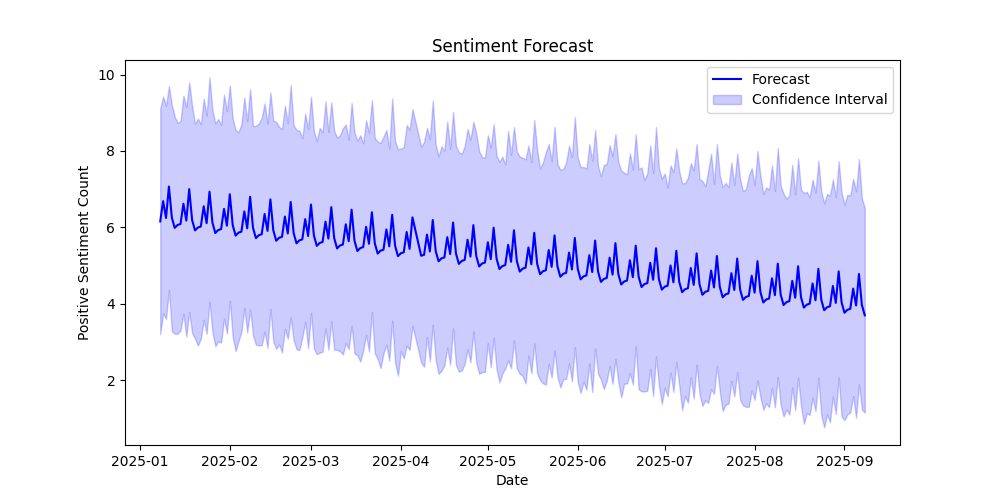 Sentiment Forecast
Forecast
Confidence Interval
Positive Sentiment Count
10
8
6
4
2
2025-01 2025-02 2025-03 2025-04 2025-05 2025-06 2025-07 2025-08 2025-09
Date